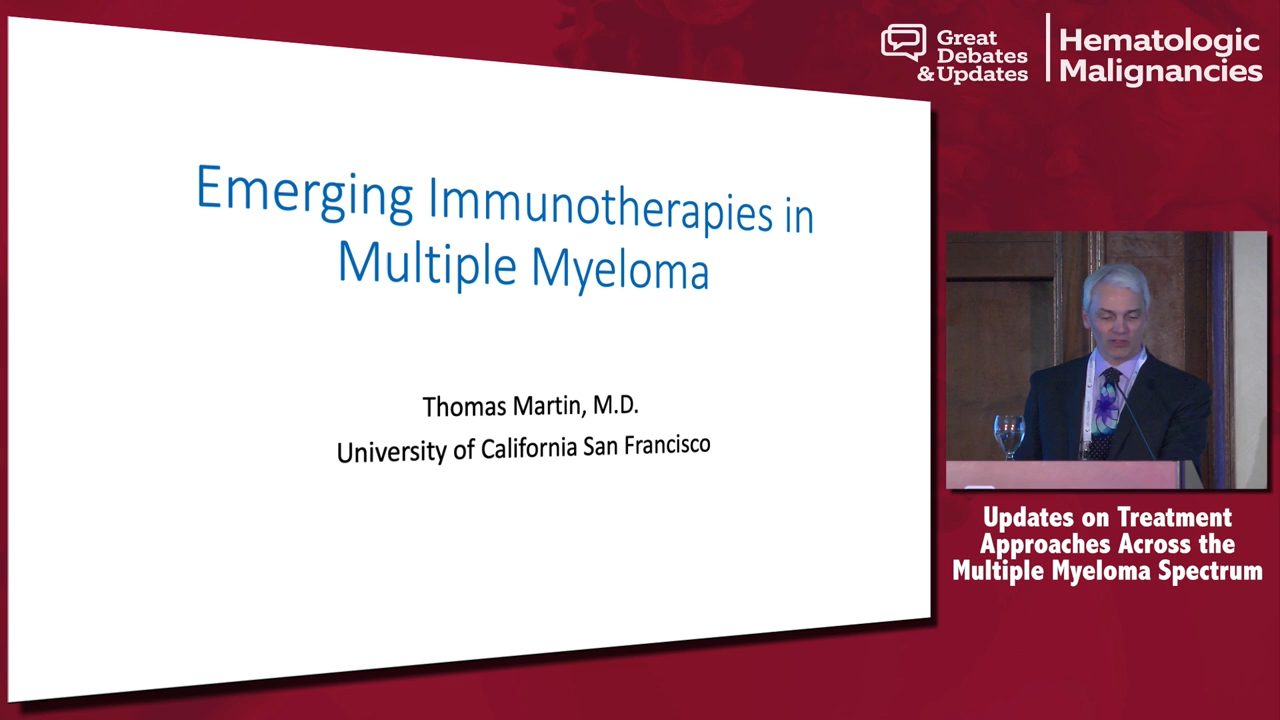 Great
Debates
& Updates
Hematologic
Malignancies
Emerging Immunotherapies in
Multiple Myeloma
Thomas Martin, M.D.
University of California San Francisco
Updates on Treatment
Approaches Across the
Multiple Myeloma Spectrum